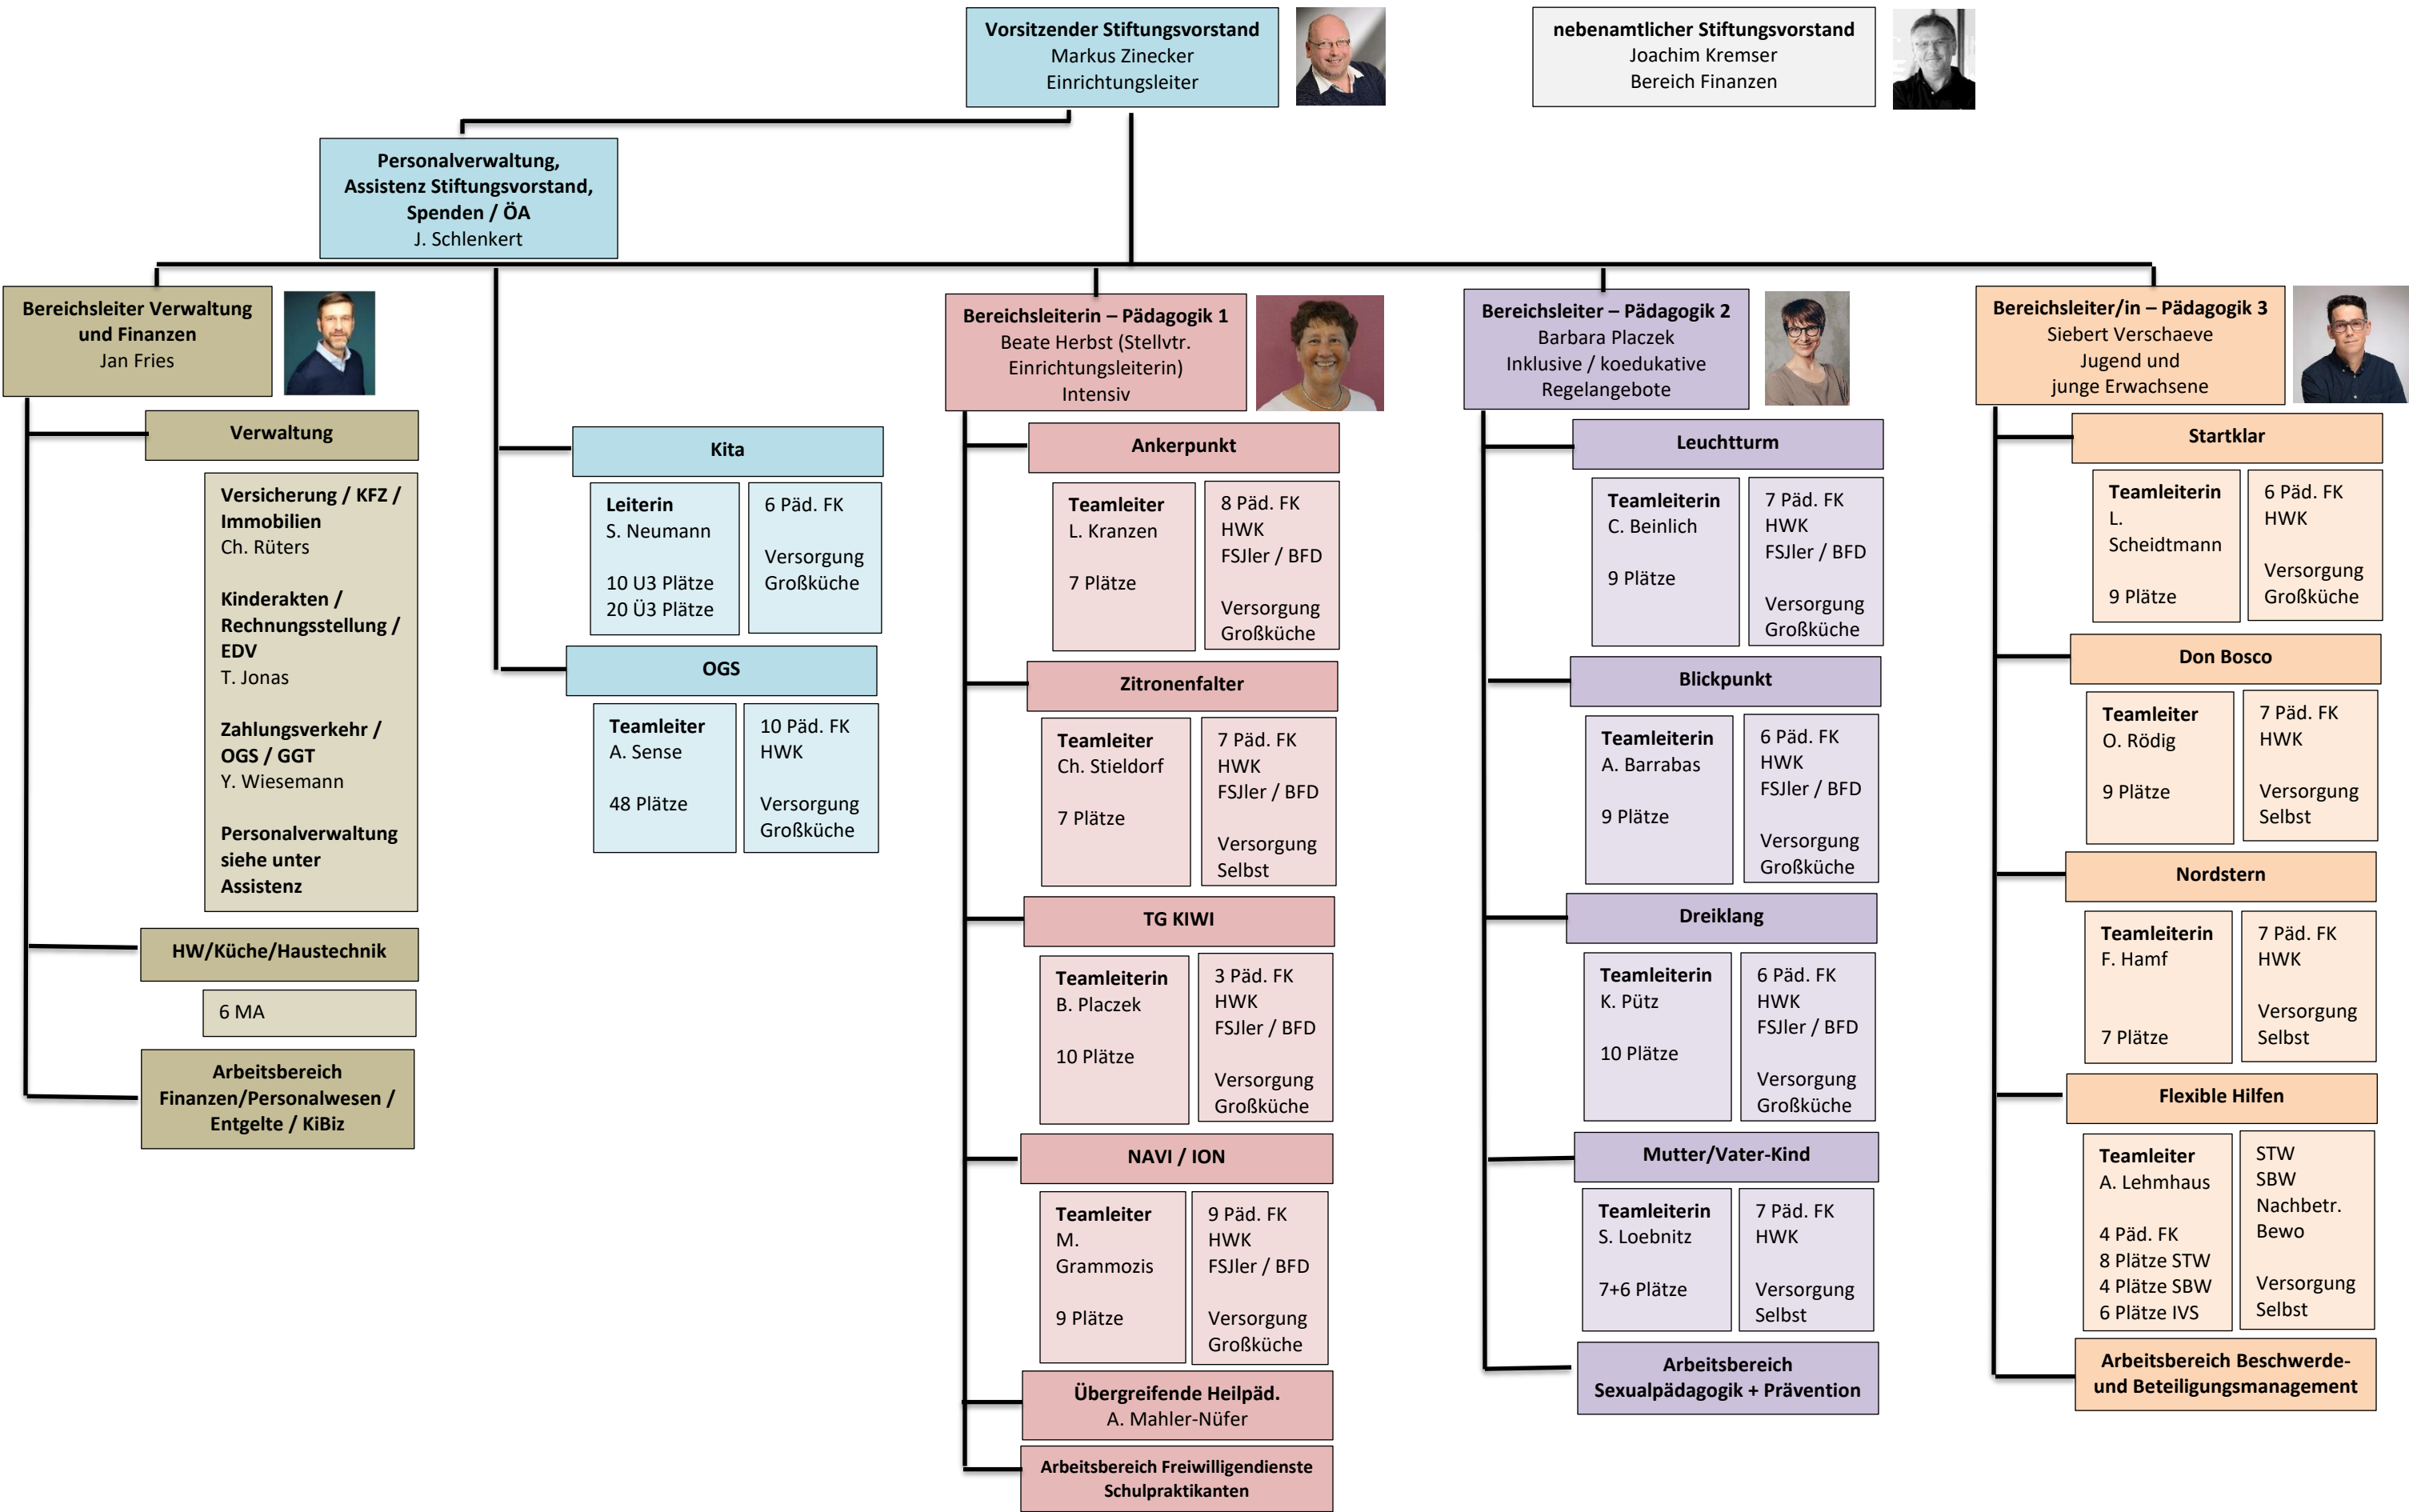 Vorsitzender Stiftungsvorstand
Markus Zinecker
Einrichtungsleiter
nebenamtlicher Stiftungsvorstand
Joachim Kremser
Bereich Finanzen
Personalverwaltung,
Assistenz Stiftungsvorstand,
Spenden / ÖA
J. Schlenkert
Bereichsleiter Verwaltung
und Finanzen
Jan Fries
Verwaltung
Versicherung / KFZ /
Immobilien
Ch. Rüters
Kinderakten /
Rechnungsstellung /
EDV
T. Jonas
Zahlungsverkehr /
OGS / GGT
Y. Wiesemann
Personalverwaltung
siehe unter
Assistenz
HW/Küche/Haustechnik
6 MA
Arbeitsbereich
Finanzen/Personalwesen /
Entgelte / KiBiz
Kita
Leiterin
S. Neumann
10 U3 Plätze
20 Ü3 Plätze
6 Päd. FK
Versorgung
Großküche
OGS
Teamleiter
A. Sense
48 Plätze
10 Päd. FK
HWK
Versorgung
Großküche
Bereichsleiterin – Pädagogik 1
Beate Herbst (Stellvtr.
Einrichtungsleiterin)
Intensiv
Ankerpunkt
Teamleiter
L. Kranzen
7 Plätze
8 Päd. FK
HWK
FSJler / BFD
Versorgung
Großküche
Zitronenfalter
Teamleiter
Ch. Stieldorf
7 Plätze
7 Päd. FK
HWK
FSJler / BFD
Versorgung
Selbst
TG KIWI
Teamleiterin
B. Placzek
10 Plätze
3 Päd. FK
HWK
FSJler / BFD
Versorgung
Großküche
NAVI / ION
Teamleiter
M.
Grammozis
9 Plätze
9 Päd. FK
HWK
FSJler / BFD
Versorgung
Großküche
Übergreifende Heilpäd.
A. Mahler-Nüfer
Arbeitsbereich Freiwilligendienste
Schulpraktikanten
Bereichsleiter – Pädagogik 2
Barbara Placzek
Inklusive / koedukative
Regelangebote
Leuchtturm
Teamleiterin
C. Beinlich
9 Plätze
7 Päd. FK
HWK
FSJler / BFD
Versorgung
Großküche
Blickpunkt
Teamleiterin
A. Barrabas
9 Plätze
6 Päd. FK
HWK
FSJler / BFD
Versorgung
Großküche
Dreiklang
Teamleiterin
K. Pütz
10 Plätze
6 Päd. FK
HWK
FSJler / BFD
Versorgung
Großküche
Mutter/Vater-Kind
Teamleiterin
S. Loebnitz
7+6 Plätze
7 Päd. FK
HWK
Versorgung
Selbst
Arbeitsbereich
Sexualpädagogik + Prävention
Bereichsleiter/in – Pädagogik 3
Siebert Verschaeve
Jugend und
junge Erwachsene
Startklar
Teamleiterin
L.
Scheidtmann
9 Plätze
6 Päd. FK
HWK
Versorgung
Großküche
Don Bosco
Teamleiter
O. Rödig
9 Plätze
7 Päd. FK
HWK
Versorgung
Selbst
Nordstern
Teamleiterin
F. Hamf
7 Plätze
7 Päd. FK
HWK
Versorgung
Selbst
Flexible Hilfen
Teamleiter
A. Lehmhaus
4 Päd. FK
8 Plätze STW
4 Plätze SBW
6 Plätze IVS
STW
SBW
Nachbetr.
Bewo
Versorgung
Selbst
Arbeitsbereich Beschwerde-
und Beteiligungsmanagement